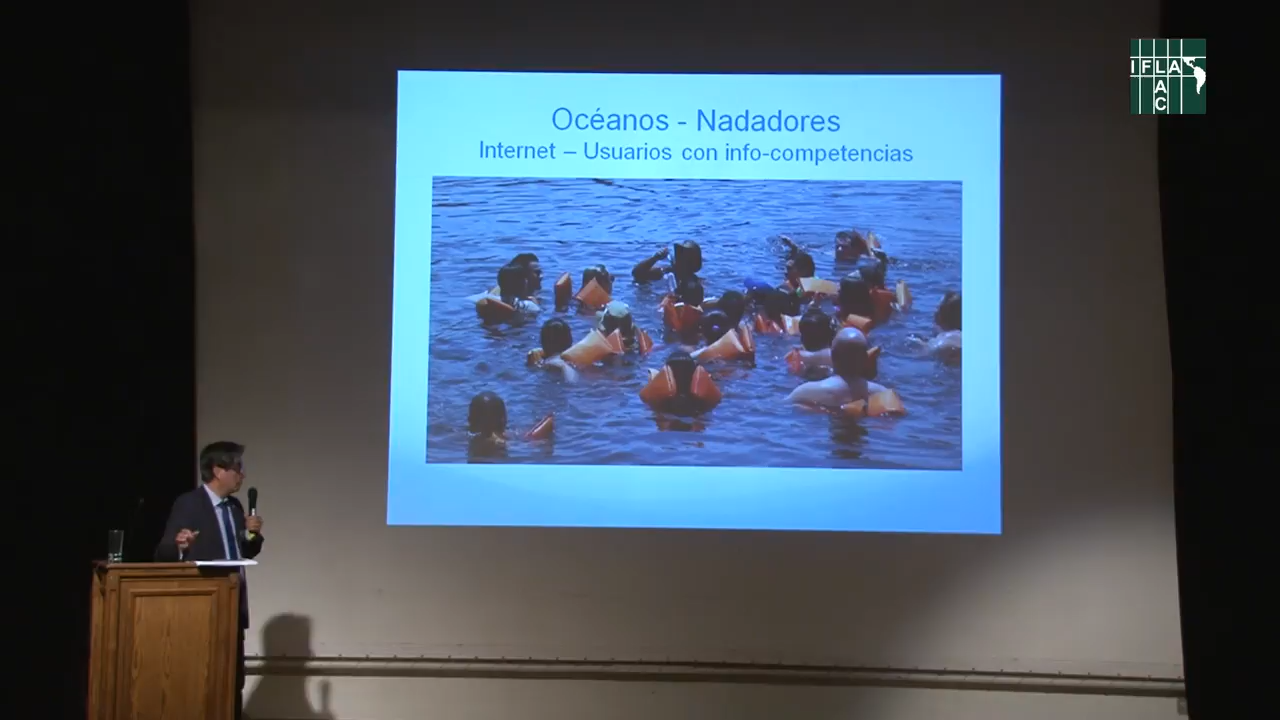 Océanos - Nadadores
Internet – Usuarios con info-competencias
IFLA
LAC